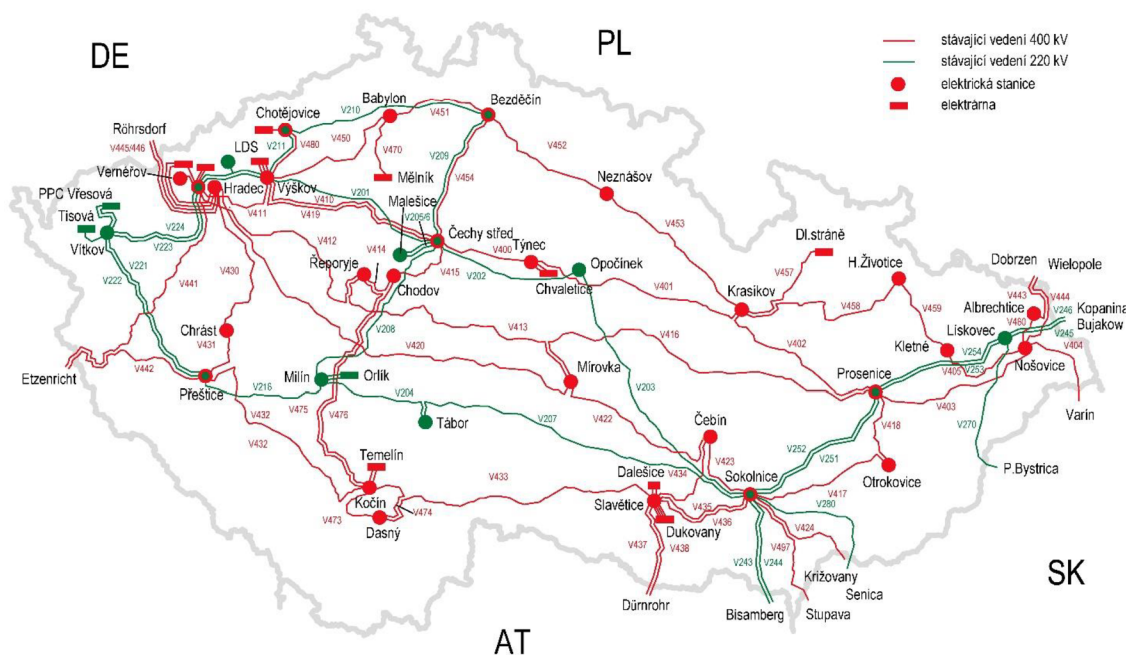 DE
PL
stávající vedení 400 kV
stávající vedení 220 kV
elektrická stanice
elektrárna
Röhrsdorf
V445/446
Vernéřov
PPC Vřesová
Tisová
Vítkov
LDS
Chotějovice
V211
V480
V210
Babylon
V450
V451
V470
Mělník
Bezděčín
V209
V454
V452
Neznášov
V453
Hradec
Výškov
V411
V419
V410
V201
Malešice
V205/6
Čechy střed
V224
V223
V221
V222
V441
V430
V412
V414
Řeporyje
V415
Chodov
V202
V400
Týnec
Chvaletice
Opočínek
V401
Dl.stráně
V457
Krasíkov
V458
H.Životice
V459
Kletné
Dobrzen
Wielopole
V443
V444
Albrechtice
V460
V246
Kopanina
V245
Bujakow
Lískovec
V404
V254
V253
V405
Nošovice
Varín
Chrást
V431
V442
Etzenricht
Přeštice
V216
V208
V413
V416
V420
V402
Prosenice
V403
Milín
Orlík
V475
V476
V204
Tábor
V207
Mírovka
V422
V203
Čebín
V423
V418
Otrokovice
V270
P.Bystrica
V432
V432
Temelín
Kočín
V473
Dasný
V474
V433
Dalešice
V434
Slavětice
V435
V436
Dukovany
V437
V438
Sokolnice
V252
V251
V417
V280
V424
V497
V243
V244
Dürnrohr
Bisamberg
Križovany
Senica
Stupava
SK
AT